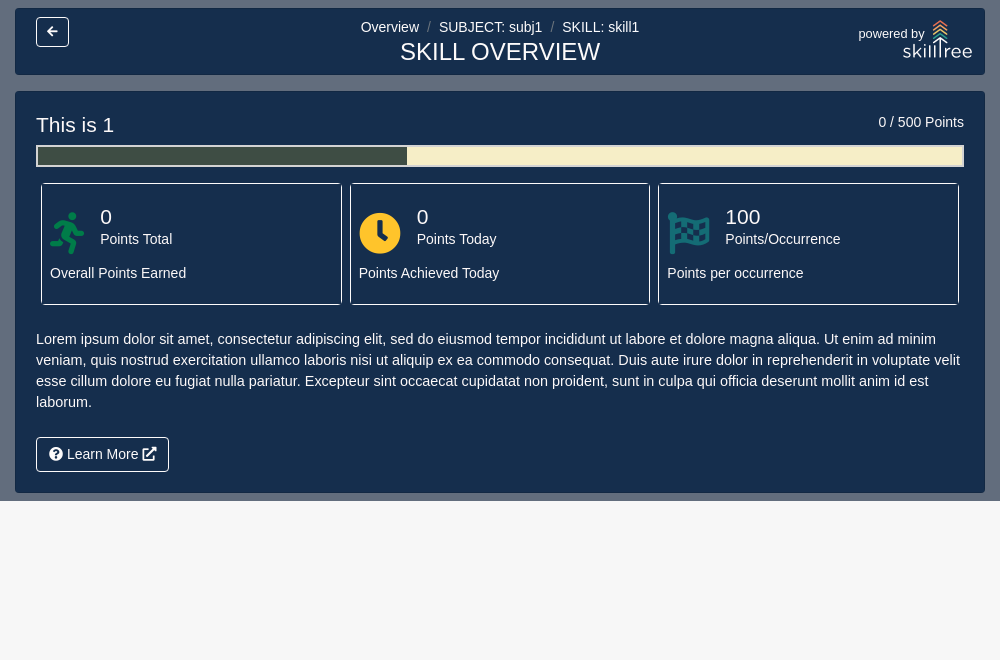 Overview / SUBJECT: subj1 / SKILL: skill1
SKILL OVERVIEW
powered by
skilltree
This is 1
0 / 500 Points
0
Points Total
Overall Points Earned
0
Points Today
Points Achieved Today
100
Points/Occurrence
Points per occurrence
Lorem ipsum dolor sit amet, consectetur adipiscing elit, sed do eiusmod tempor incididunt ut labore et dolore magna aliqua. Ut enim ad minim
veniam, quis nostrud exercitation ullamco laboris nisi ut aliquip ex ea commodo consequat. Duis aute irure dolor in reprehenderit in voluptate velit
esse cillum dolore eu fugiat nulla pariatur. Excepteur sint occaecat cupidatat non proident, sunt in culpa qui officia deserunt mollit anim id est
laborum.
Learn More